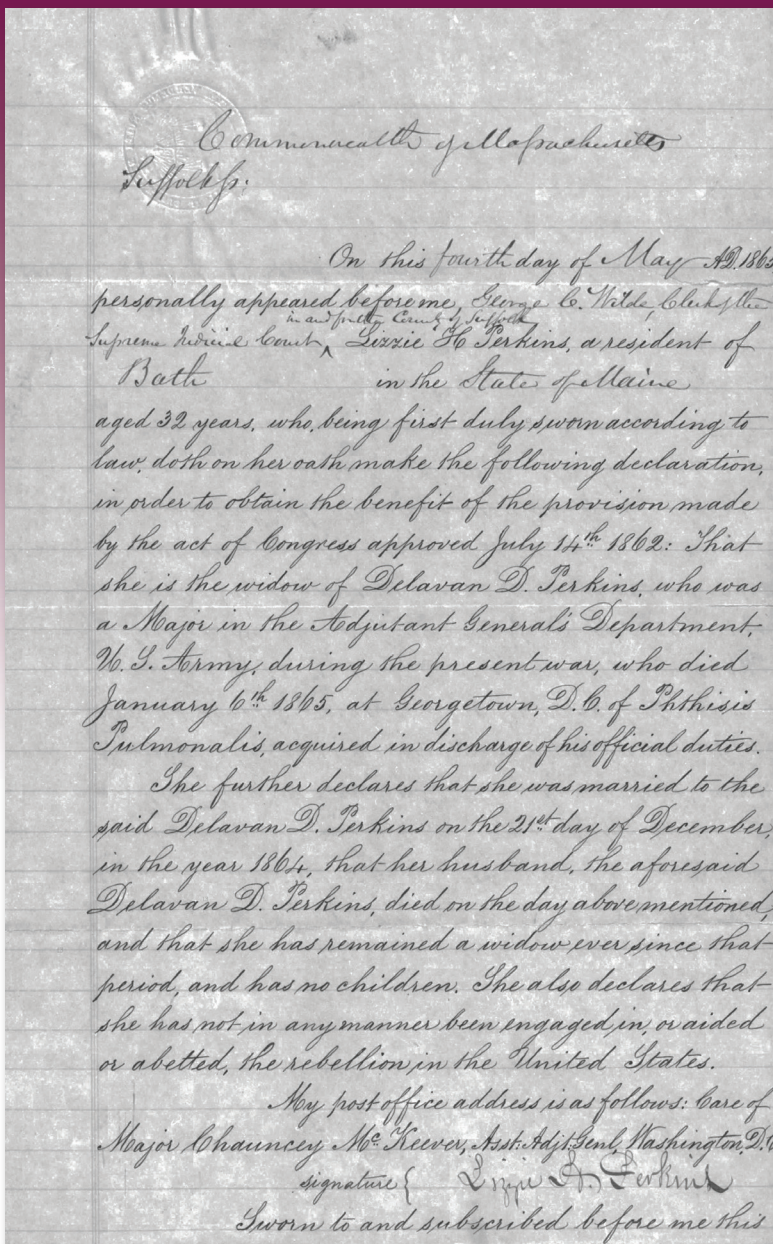 Commonwealth of Massachusetts
Suffolk ss.
On this fourth day of May A.D. 1865
personally appeared before me, George C. Wilde, Clerk of the
in and for the County of Suffolk
Supreme Judicial Court, ^ Lizzie H Perkins, a resident of
Bath in the State of Maine
aged 32 years, who, being first duly sworn according to
law, doth on her oath make the following declaration,
in order to obtain the benefit of the provision made
by the act of Congress approved July 14th 1862: That
she is the widow of Delavan D. Perkins, who was
a Major in the Adjutant General's Department,
U. S. Army, during the present war, who died
January 6th 1865, at Georgetown, D.C. of Phthisis
Pulmonalis, acquired in discharge of his official duties.
She further declares that she was married to the
said Delavan D. Perkins on the 21st day of December,
in the year 1864, that her husband, the aforesaid
Delavan D. Perkins, died on the day above mentioned,
and that she has remained a widow ever since that
period, and has no children. She also declares that
she has not in any manner been engaged in, or aided
or abetted, the rebellion in the United States.
My post office address is as follows: Care of
Major Chauncey McKeever, Asst. Adjt. Genl, Washington, D.C
signature { Lizzie H. Perkins
Sworn to and subscribed before me this